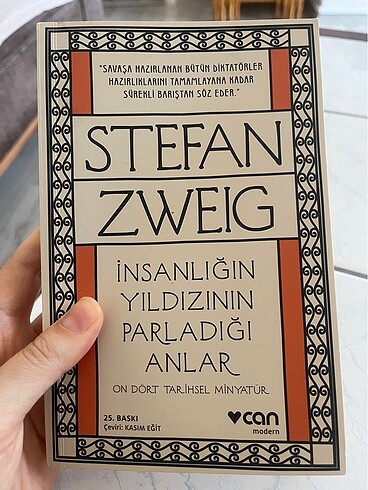 "SAVAŞA HAZIRLANAN BÜTÜN DİKTATÖRLER
HAZIRLIKLARINI TAMAMLAYANA KADAR
SÜREKLİ BARIŞTAN SÖZ EDER."
STEFAN
ZWEIG
İNSANLIĞIN
YILDIZININ
PARLADIĞI
ANLAR
ON DÖRT TARİHSEL MİNYATÜR
25. BASKI
Çeviri: KASIM EĞİT
can
modern